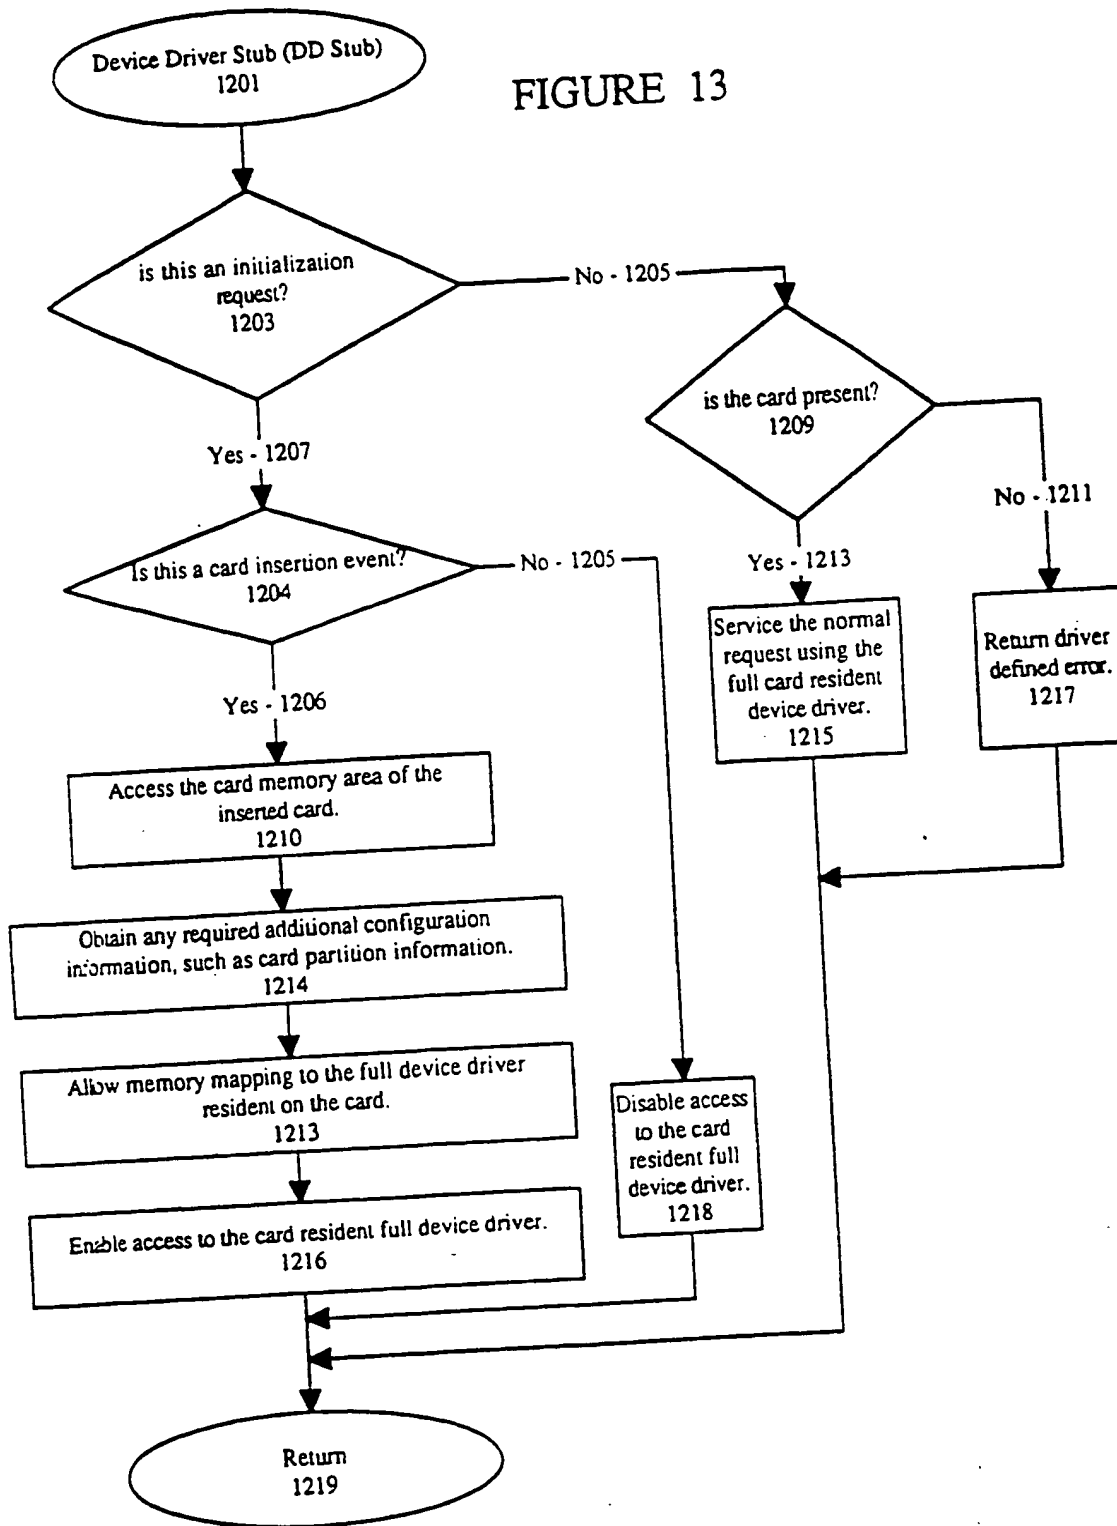 Device Driver Stub (DD Stub)
1201
FIGURE 13
is this an initialization
request?
1203
No - 1205
is the card present?
1209
Yes - 1207
No - 1211
Is this a card insertion event?
1204
No - 1205
Yes - 1213
Service the normal
request using the
full card resident
device driver.
1215
Return driver
defined error.
1217
Yes - 1206
Access the card memory area of the
inserted card.
1210
Obtain any required additional configuration
information, such as card partition information.
1214
Allow memory mapping to the full device driver
resident on the card.
1213
Disable access
to the card
resident full
device driver.
1218
Enable access to the card resident full device driver.
1216
Return
1219